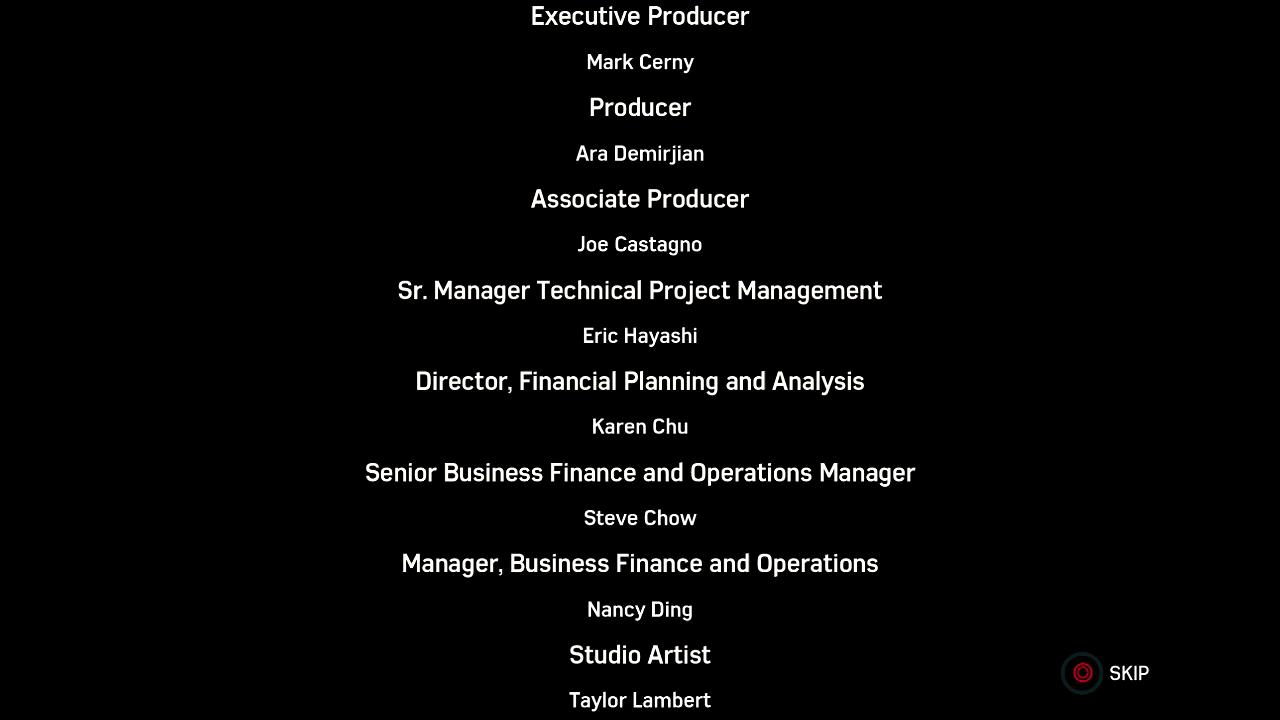 Executive Producer
Mark Cerny
Producer
Ara Demirjian
Associate Producer
Joe Castagno
Sr. Manager Technical Project Management
Eric Hayashi
Director, Financial Planning and Analysis
Karen Chu
Senior Business Finance and Operations Manager
Steve Chow
Manager, Business Finance and Operations
Nancy Ding
Studio Artist
Taylor Lambert
SKIP